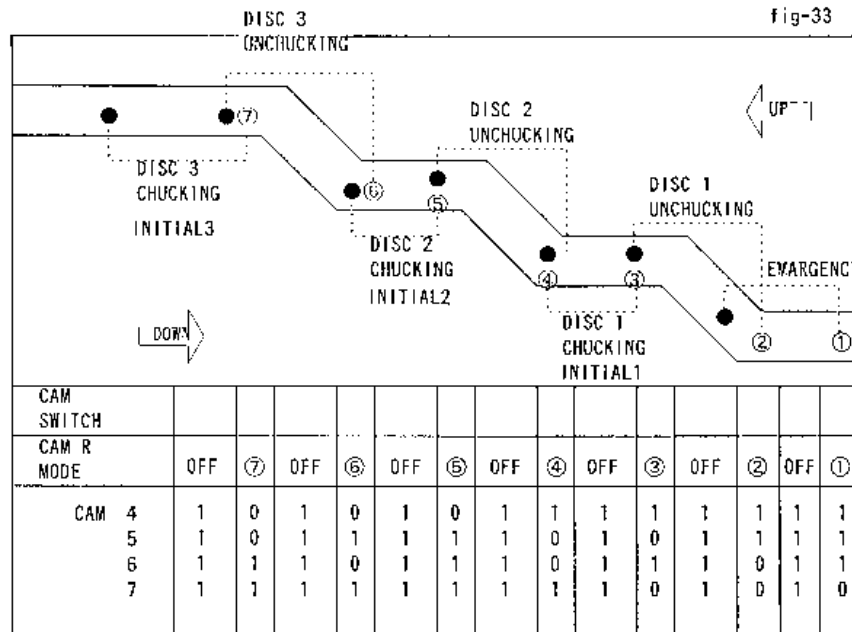 fig-33
DISC 3
UNCHUCKING
UP
DISC 2
UNCHUCKING
⑦
DISC 3
CHUCKING
INITIAL3
DISC 1
UNCHUCKING
⑥
⑤
DISC 2
CHUCKING
INITIAL2
④
③
EMARGENC
DOWN
DISC 1
CHUCKING
INITIAL1
②
①
CAM
SWITCH
CAM R
MODE OFF ⑦ OFF ⑥ OFF ⑤ OFF ④ OFF ③ OFF ② OFF ①
CAM 4 1 0 1 0 1 0 1 1 1 1 1 1 1 1
5 1 0 1 1 1 1 1 0 1 0 1 1 1 1
6 1 1 1 0 1 1 1 0 1 1 1 0 1 1
7 1 1 1 1 1 1 1 1 1 0 1 0 1 0